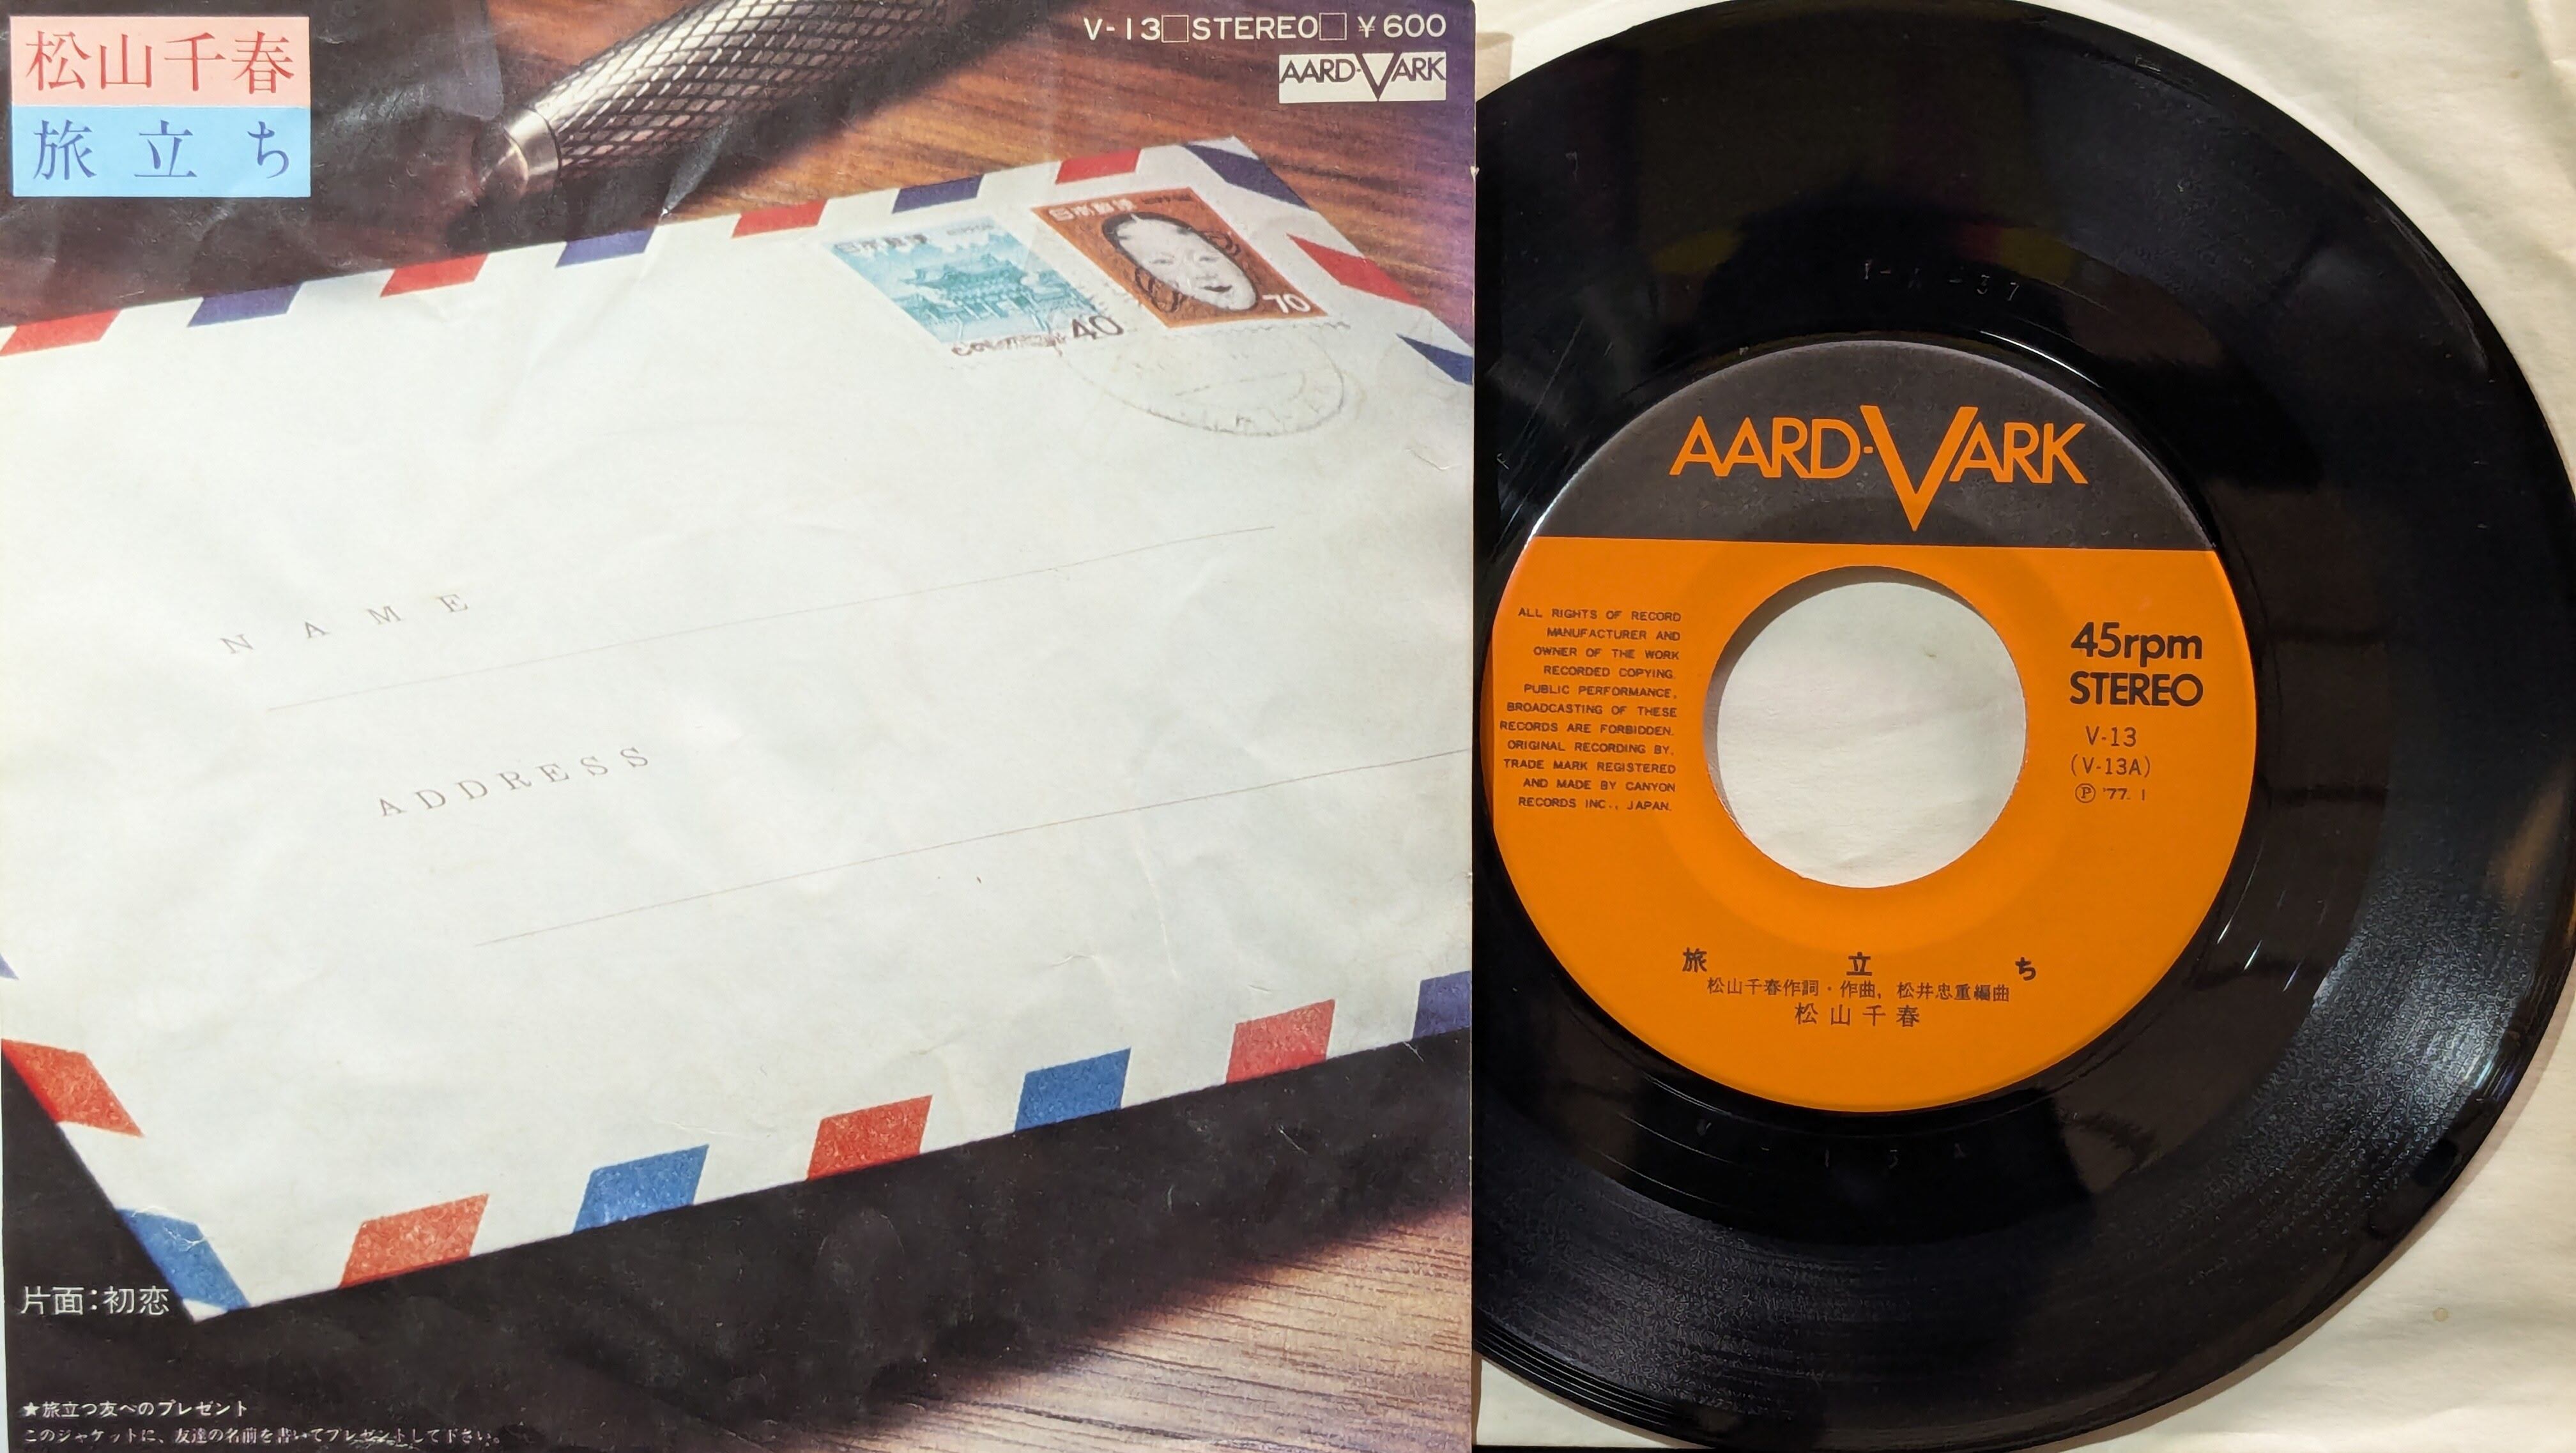 松山千春
旅立ち
V-13□STEREO□¥600
AARD-VARK
日本郵便
40
日本郵便
70
NAME
ADDRESS
片面:初恋
★旅立つ友へのプレゼント
このジャケットに、友達の名前を書いてプレゼントして下さい。
AARD-VARK
ALL RIGHTS OF RECORD
MANUFACTURER AND
OWNER OF THE WORK
RECORDED COPYING.
PUBLIC PERFORMANCE,
BROADCASTING OF THESE
RECORDS ARE FORBIDDEN.
ORIGINAL RECORDING BY,
TRADE MARK REGISTERED
AND MADE BY CANYON
RECORDS INC., JAPAN.
45rpm
STEREO
V-13
(V-13A)
Ⓟ '77. 1
旅立ち
松山千春作詞・作曲, 松井忠重編曲
松山千春